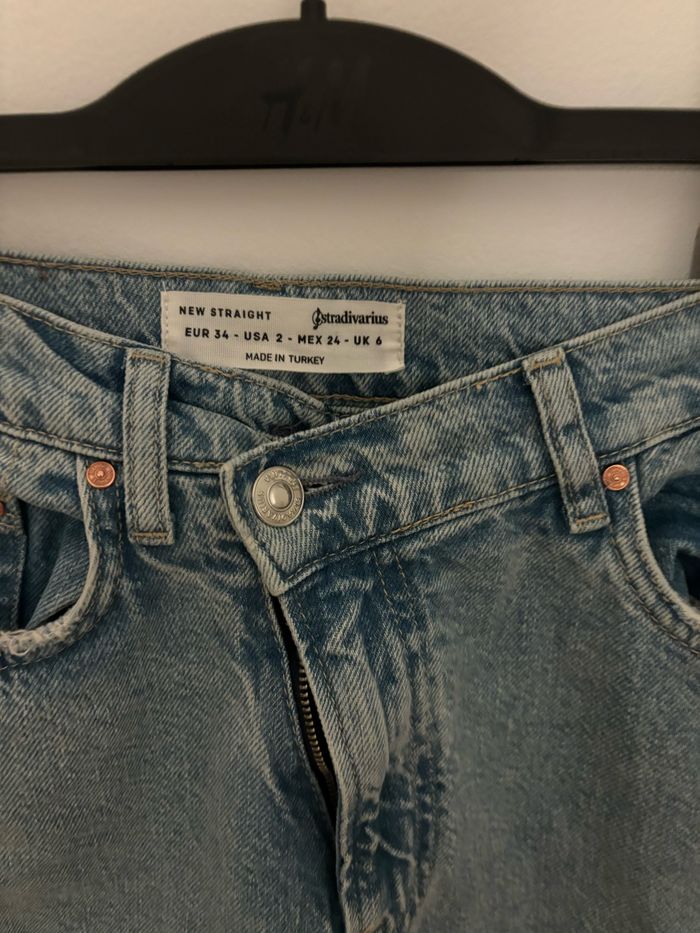 NEW STRAIGHT stradivarius
EUR 34 - USA 2 - MEX 24 - UK 6
MADE IN TURKEY